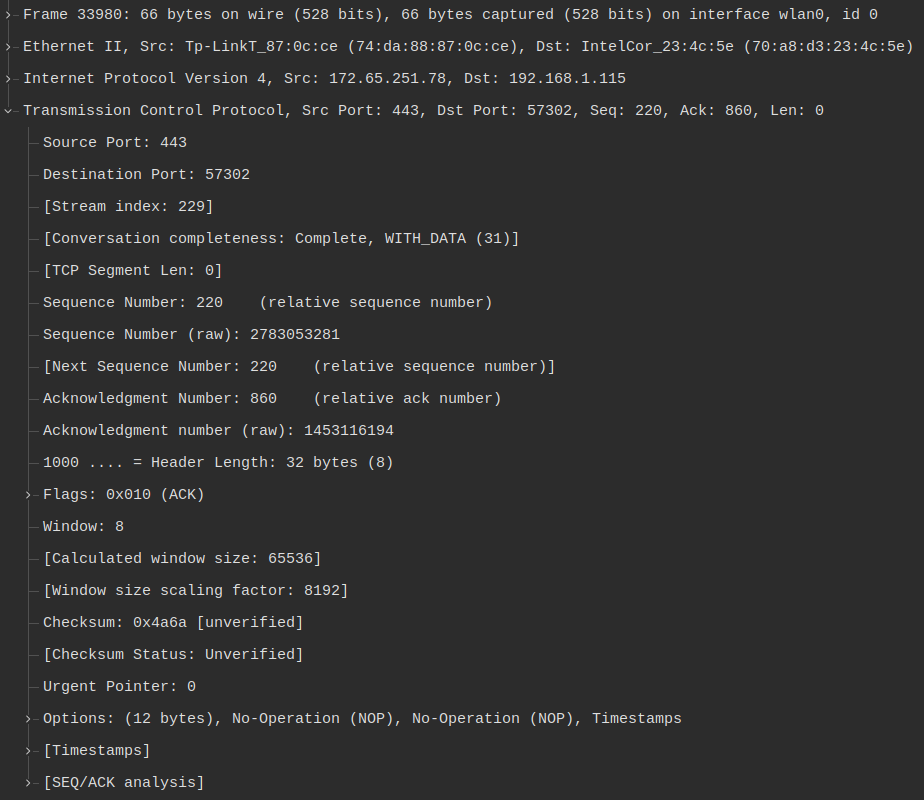 Frame 33980: 66 bytes on wire (528 bits), 66 bytes captured (528 bits) on interface wlan0, id 0
Ethernet II, Src: Tp-LinkT_87:0c:ce (74:da:88:87:0c:ce), Dst: IntelCor_23:4c:5e (70:a8:d3:23:4c:5e)
Internet Protocol Version 4, Src: 172.65.251.78, Dst: 192.168.1.115
Transmission Control Protocol, Src Port: 443, Dst Port: 57302, Seq: 220, Ack: 860, Len: 0
Source Port: 443
Destination Port: 57302
[Stream index: 229]
[Conversation completeness: Complete, WITH_DATA (31)]
[TCP Segment Len: 0]
Sequence Number: 220    (relative sequence number)
Sequence Number (raw): 2783053281
[Next Sequence Number: 220    (relative sequence number)]
Acknowledgment Number: 860    (relative ack number)
Acknowledgment number (raw): 1453116194
1000 .... = Header Length: 32 bytes (8)
Flags: 0x010 (ACK)
Window: 8
[Calculated window size: 65536]
[Window size scaling factor: 8192]
Checksum: 0x4a6a [unverified]
[Checksum Status: Unverified]
Urgent Pointer: 0
Options: (12 bytes), No-Operation (NOP), No-Operation (NOP), Timestamps
[Timestamps]
[SEQ/ACK analysis]